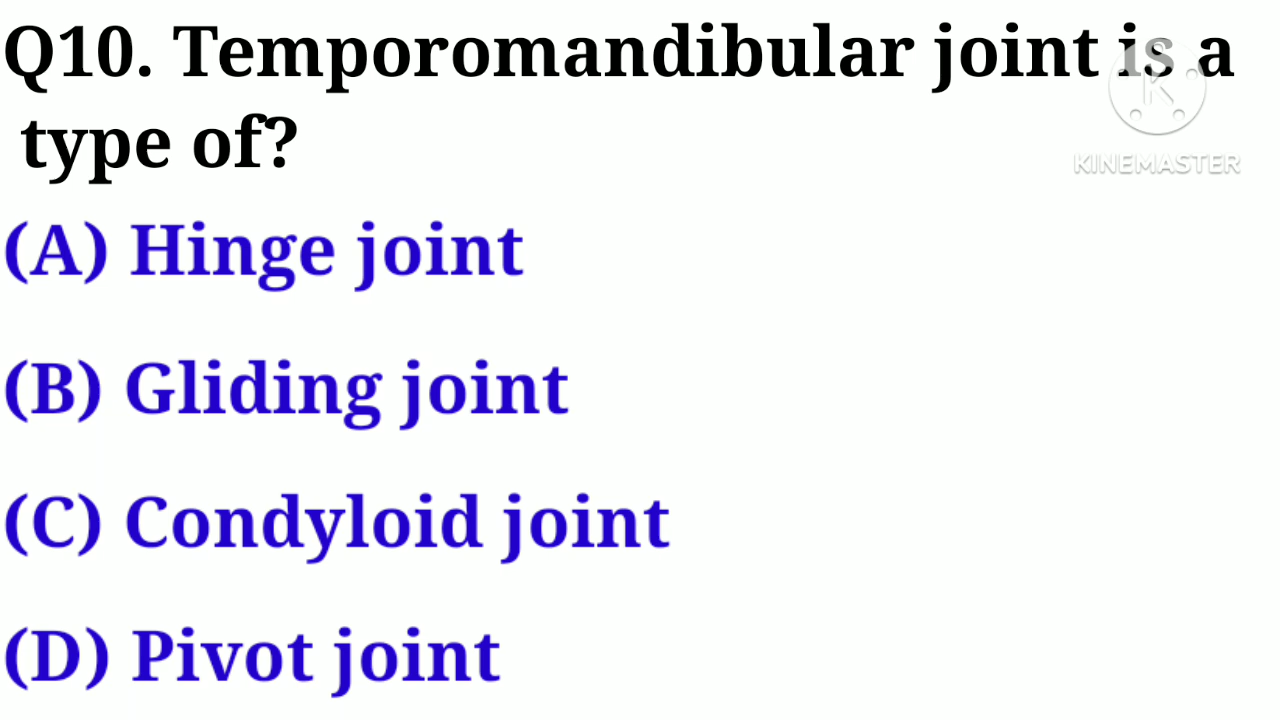 Q10. Temporomandibular joint is a
type of?
KINEMASTER
(A) Hinge joint
(B) Gliding joint
(C) Condyloid joint
(D) Pivot joint